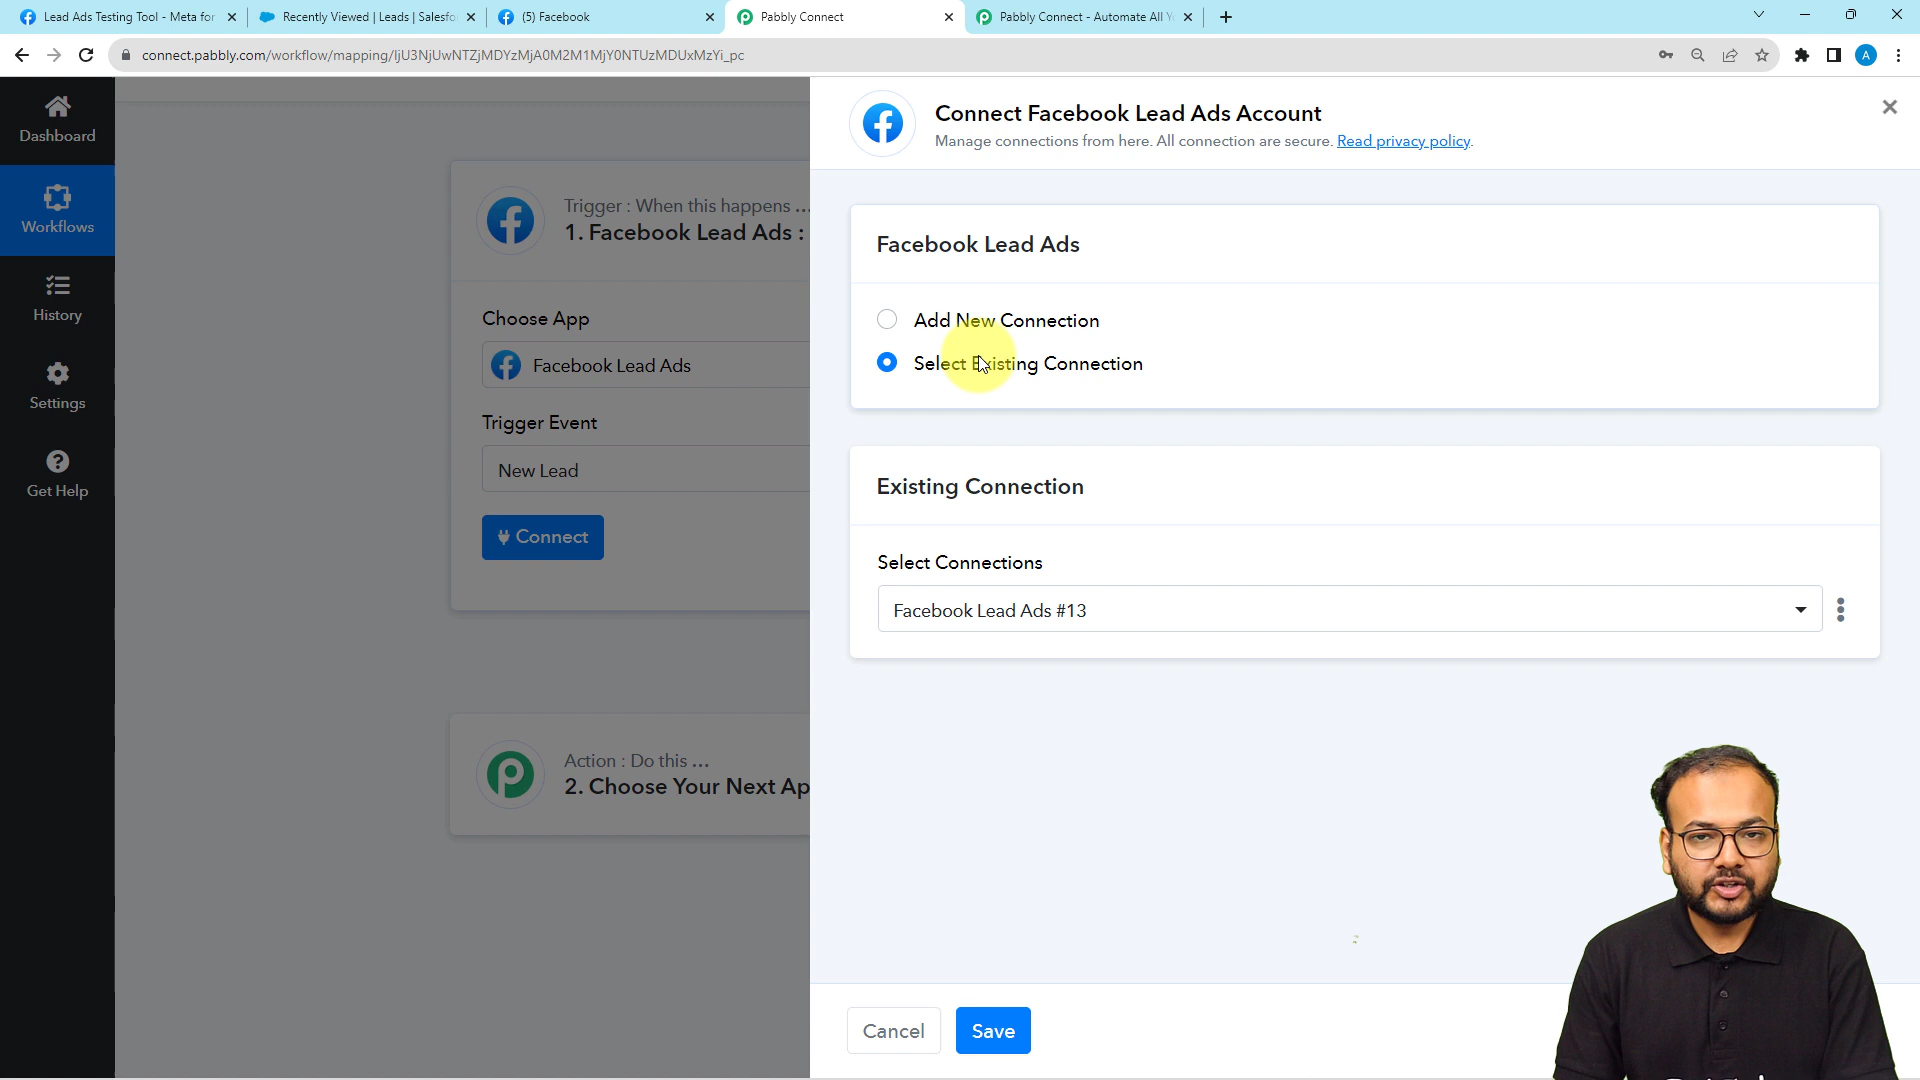 Lead Ads Testing Tool - Meta for
Recently Viewed | Leads | Salesfo
(5) Facebook
Pabbly Connect
Pabbly Connect - Automate All Y
connect.pabbly.com/workflow/mapping/IjU3NjUwNTZjMDYzMjA0M2M1MjY0NTUzMDUxMzYi_pc
A
Dashboard
Workflows
History
Settings
Get Help
Trigger : When this happens ...
1. Facebook Lead Ads :
Choose App
Facebook Lead Ads
Trigger Event
New Lead
Connect
Action : Do this ...
2. Choose Your Next Ap
Connect Facebook Lead Ads Account
Manage connections from here. All connection are secure. Read privacy policy.
Facebook Lead Ads
Add New Connection
Select Existing Connection
Existing Connection
Select Connections
Facebook Lead Ads #13
Cancel
Save